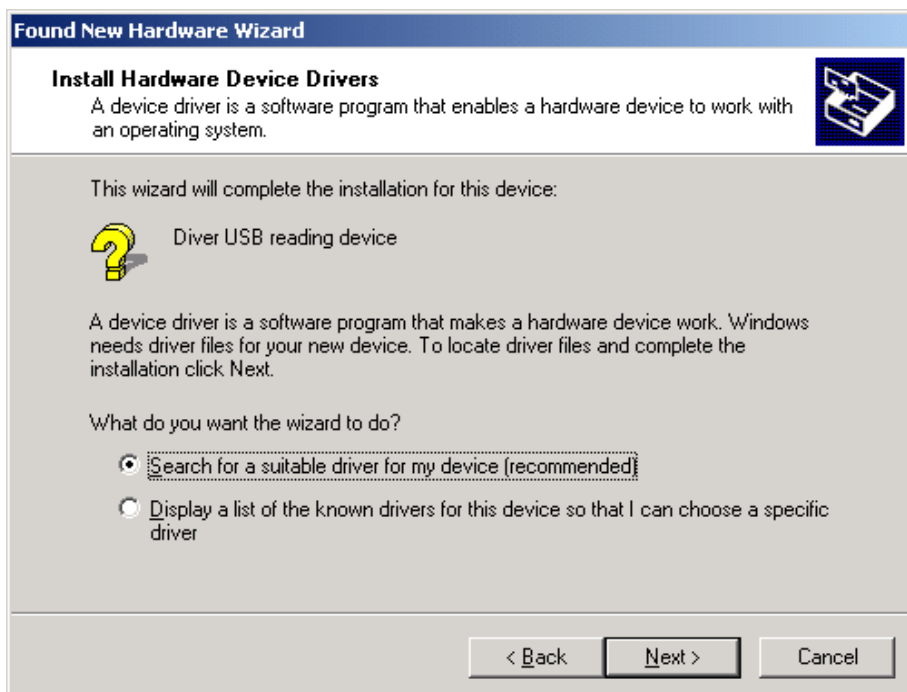 Found New Hardware Wizard
Install Hardware Device Drivers
A device driver is a software program that enables a hardware device to work with
an operating system.
This wizard will complete the installation for this device:
Diver USB reading device
A device driver is a software program that makes a hardware device work. Windows
needs driver files for your new device. To locate driver files and complete the
installation click Next.
What do you want the wizard to do?
Search for a suitable driver for my device (recommended)
Display a list of the known drivers for this device so that I can choose a specific
driver
< Back Next > Cancel